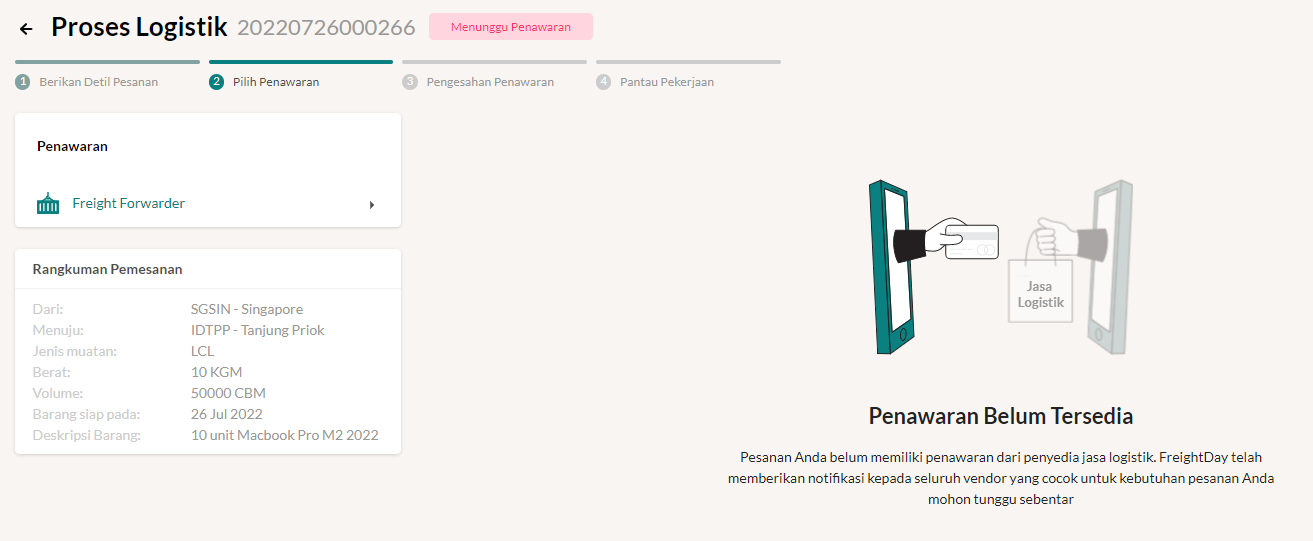 Proses Logistik 20220726000266 Menunggu Penawaran
1 Berikan Detil Pesanan 2 Pilih Penawaran 3 Pengesahan Penawaran 4 Pantau Pekerjaan
Penawaran
Freight Forwarder
Rangkuman Pemesanan
Dari: SGSIN - Singapore
Menuju: IDTPP - Tanjung Priok
Jenis muatan: LCL
Berat: 10 KGM
Volume: 50000 CBM
Barang siap pada: 26 Jul 2022
Deskripsi Barang: 10 unit Macbook Pro M2 2022
Jasa
Logistik
Penawaran Belum Tersedia
Pesanan Anda belum memiliki penawaran dari penyedia jasa logistik. FreightDay telah
memberikan notifikasi kepada seluruh vendor yang cocok untuk kebutuhan pesanan Anda
mohon tunggu sebentar